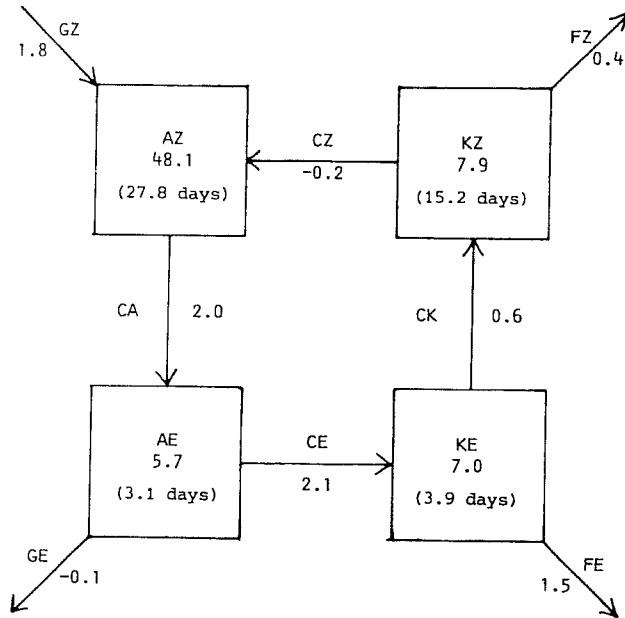 GZ
1.8
FZ
0.4
AZ
48.1
(27.8 days)
CZ
-0.2
KZ
7.9
(15.2 days)
CA
2.0
CK
0.6
AE
5.7
(3.1 days)
CE
2.1
KE
7.0
(3.9 days)
GE
-0.1
FE
1.5